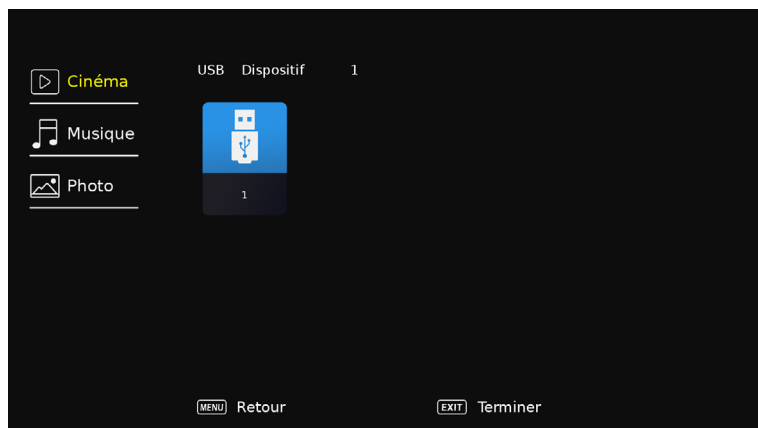 Cinéma
Musique
Photo
USB Dispositif 1
1
MENU Retour
EXIT Terminer